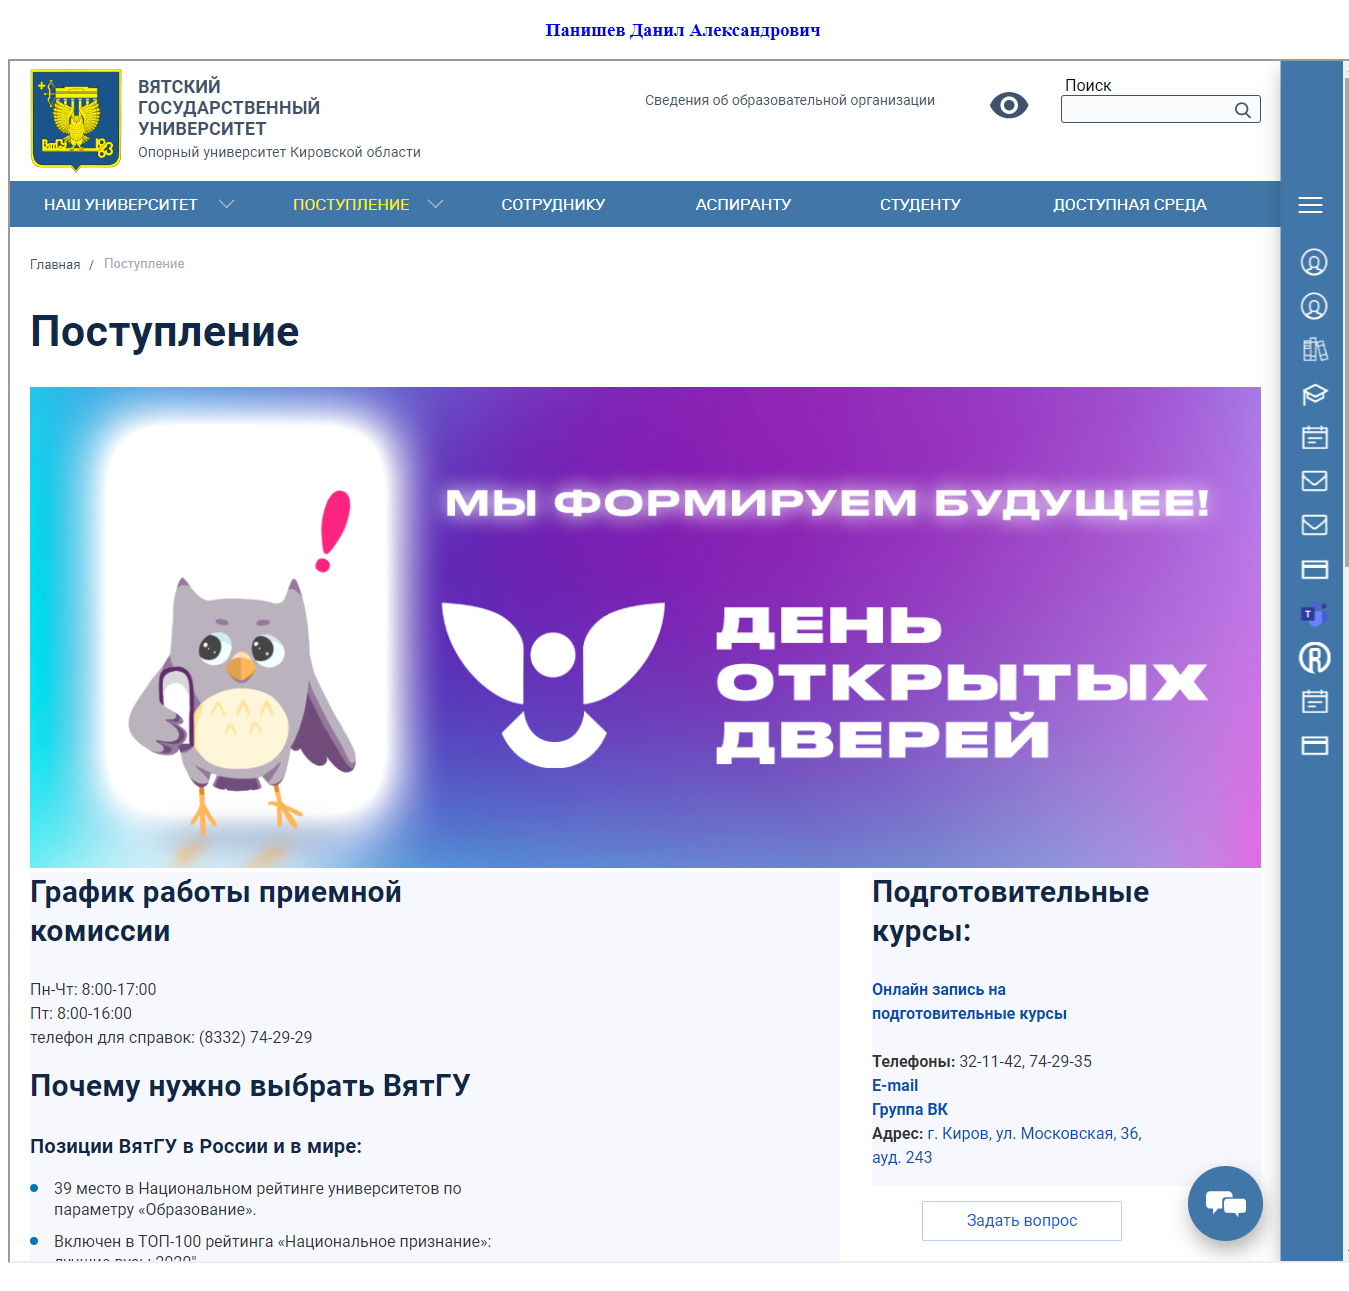 Панишев Данил Александрович
ВЯТСКИЙ
ГОСУДАРСТВЕННЫЙ
УНИВЕРСИТЕТ
Опорный университет Кировской области
Сведения об образовательной организации
Поиск
НАШ УНИВЕРСИТЕТ
ПОСТУПЛЕНИЕ
СОТРУДНИКУ
АСПИРАНТУ
СТУДЕНТУ
ДОСТУПНАЯ СРЕДА
Главная / Поступление
Поступление
МЫ ФОРМИРУЕМ БУДУЩЕЕ!
ДЕНЬ
ОТКРЫТЫХ
ДВЕРЕЙ
График работы приемной
комиссии
Пн-Чт: 8:00-17:00
Пт: 8:00-16:00
телефон для справок: (8332) 74-29-29
Почему нужно выбрать ВятГУ
Позиции ВятГУ в России и в мире:
39 место в Национальном рейтинге университетов по
параметру «Образование».
Включен в ТОП-100 рейтинга «Национальное признание»:
лучшие вузы 2020"
Подготовительные
курсы:
Онлайн запись на
подготовительные курсы
Телефоны: 32-11-42, 74-29-35
E-mail
Группа ВК
Адрес: г. Киров, ул. Московская, 36,
ауд. 243
Задать вопрос